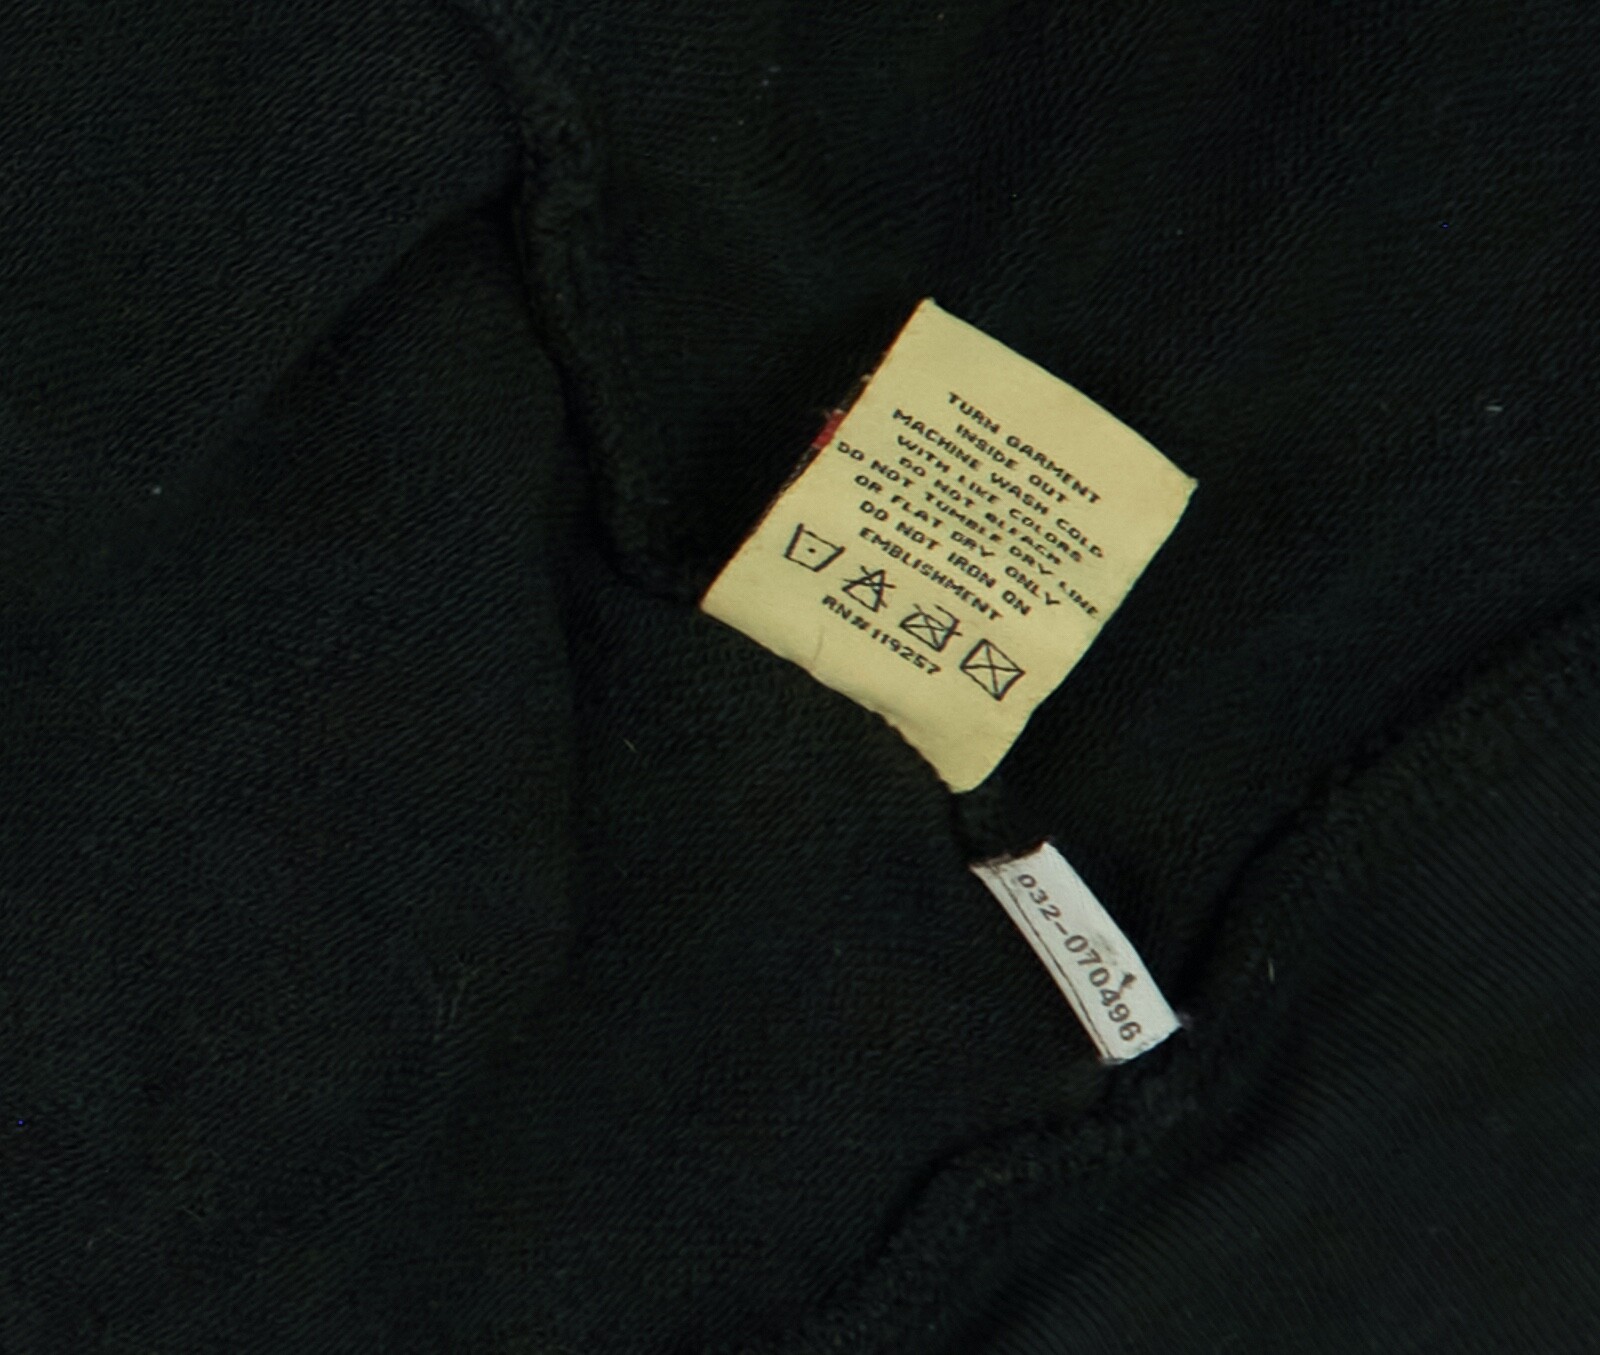 TURN GARMENT
INSIDE OUT
MACHINE WASH COLD
WITH LIKE COLORS
DO NOT BLEACH
DO NOT TUMBLE DRY LINE
OR FLAT DRY ONLY
DO NOT IRON ON
EMBLISHMENT
RN#119257
032-070496